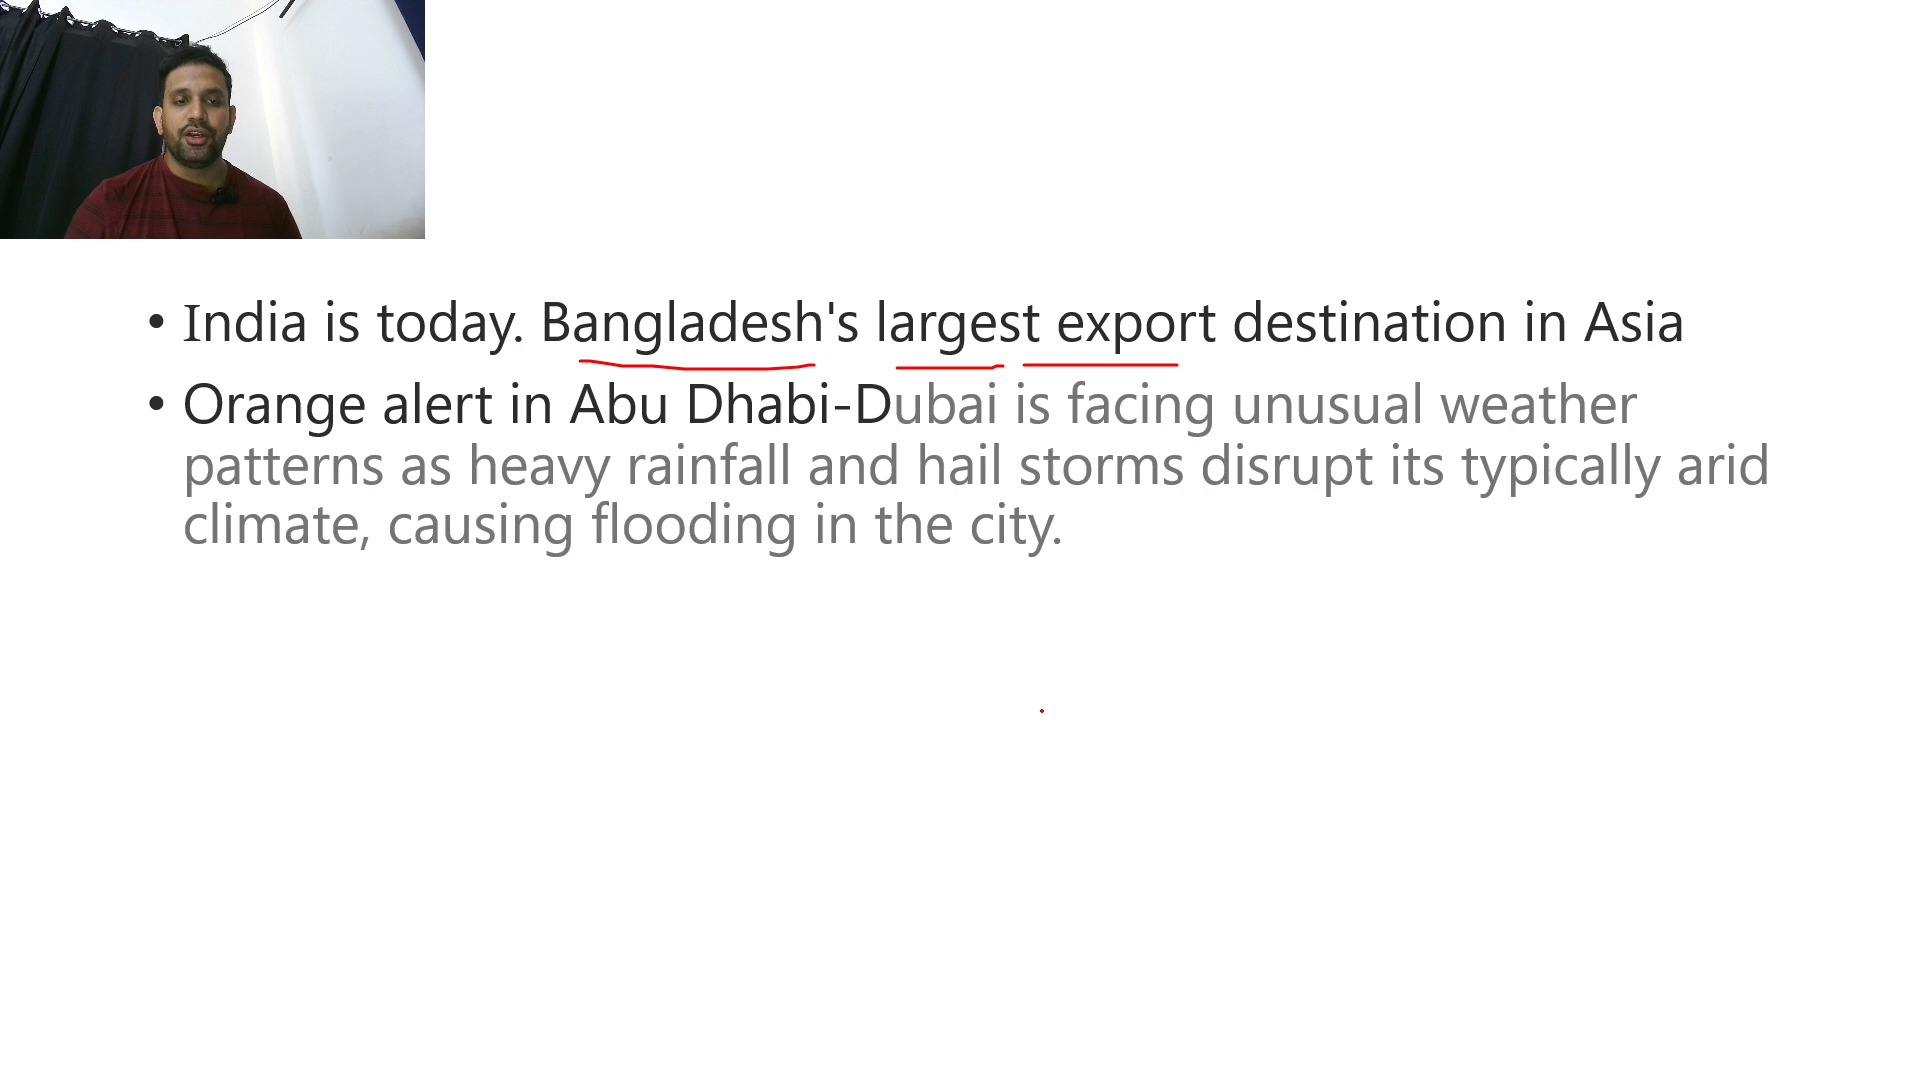 • India is today. Bangladesh's largest export destination in Asia
• Orange alert in Abu Dhabi-Dubai is facing unusual weather
patterns as heavy rainfall and hail storms disrupt its typically arid
climate, causing flooding in the city.